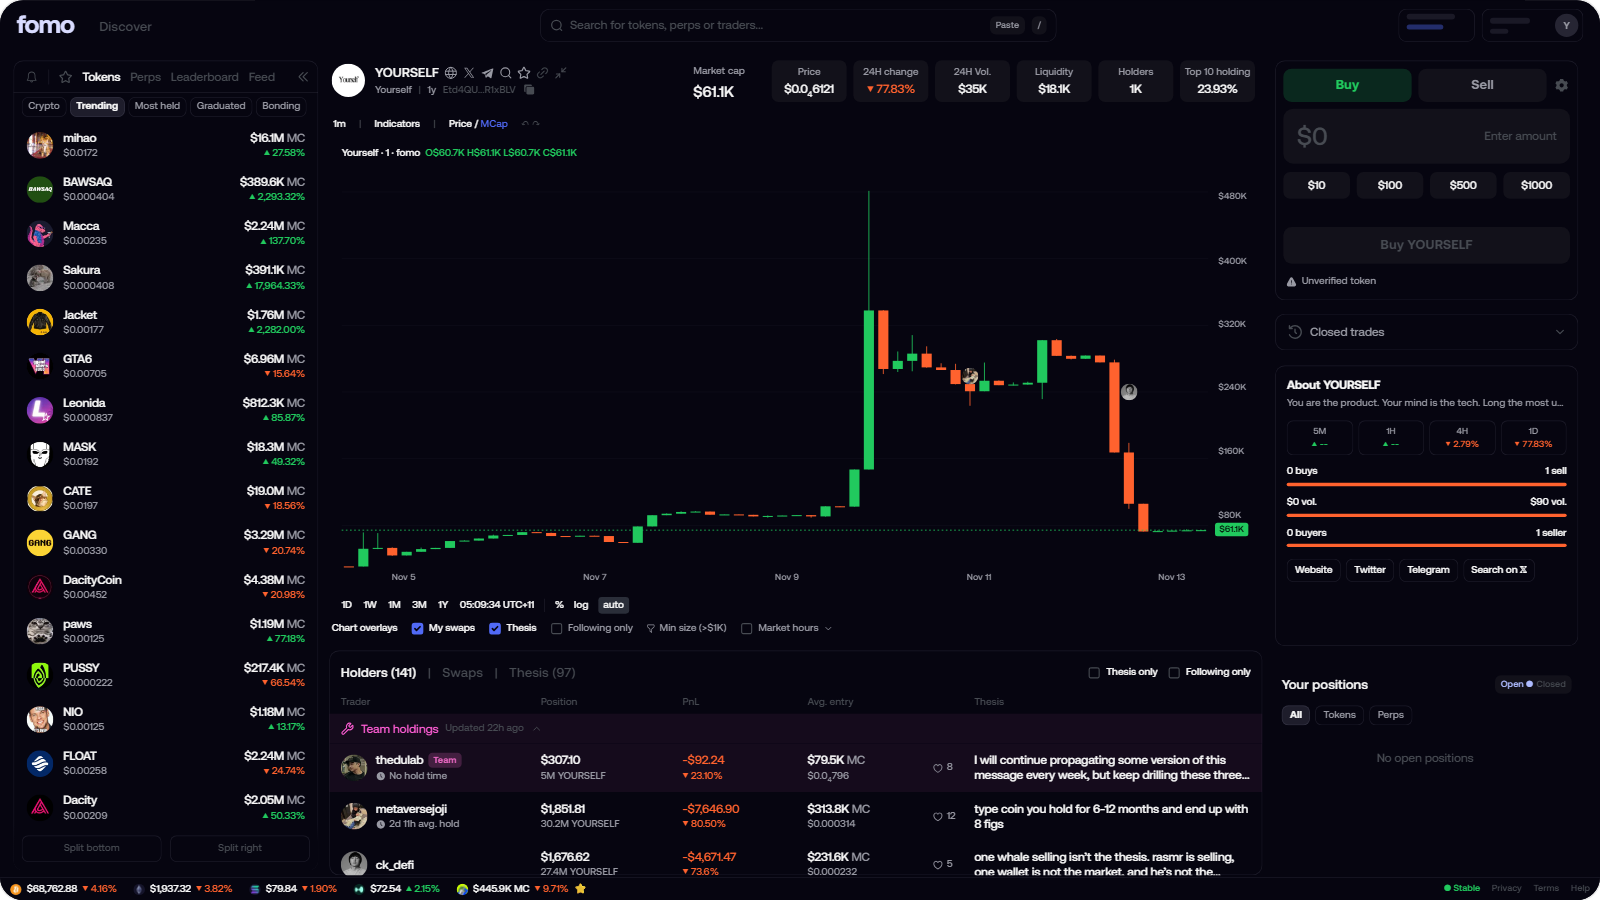 fomo
Discover
Search for tokens, perps or traders...
Paste
/
Y
Tokens
Perps
Leaderboard
Feed
Crypto
Trending
Most held
Graduated
Bonding
mihao $16.1M MC
$0.0172 27.58%
BAWSAQ $389.6K MC
$0.000404 2,293.32%
Macca $2.24M MC
$0.00235 137.70%
Sakura $391.1K MC
$0.000408 17,964.33%
Jacket $1.76M MC
$0.00177 2,282.00%
GTA6 $6.96M MC
$0.00705 15.64%
Leonida $812.3K MC
$0.000837 85.87%
MASK $18.3M MC
$0.0192 49.32%
CATE $19.0M MC
$0.0197 18.56%
GANG $3.29M MC
$0.00330 20.74%
DacityCoin $4.38M MC
$0.00452 20.98%
paws $1.19M MC
$0.00125 77.18%
PUSSY $217.4K MC
$0.000222 66.54%
NIO $1.18M MC
$0.00125 13.17%
FLOAT $2.24M MC
$0.00258 24.74%
Dacity $2.05M MC
$0.00209 50.33%
Split bottom
Split right
Yourself
YOURSELF
Yourself | 1y Etd4QU...R1xBLV
Market cap
$61.1K
Price
$0.0₄6121
24H change
77.83%
24H Vol.
$35K
Liquidity
$18.1K
Holders
1K
Top 10 holding
23.93%
1m | Indicators | Price / MCap
Yourself · 1 · fomo O$60.7K H$61.1K L$60.7K C$61.1K
$480K
$400K
$320K
$240K
$160K
$80K
$61.1K
Nov 5
Nov 7
Nov 9
Nov 11
Nov 13
1D 1W 1M 3M 1Y 05:09:34 UTC+11 % log auto
Chart overlays My swaps Thesis Following only Min size (>$1K) Market hours
Holders (141) | Swaps | Thesis (97)
Thesis only Following only
Trader Position PnL Avg. entry Thesis
Team holdings Updated 22h ago
thedulab Team
No hold time
$307.10
5M YOURSELF
-$92.24
23.10%
$79.5K MC
$0.0₄796
8
I will continue propagating some version of this
message every week, but keep drilling these three...
metaversejoji
2d 11h avg. hold
$1,851.81
30.2M YOURSELF
-$7,646.90
80.50%
$313.8K MC
$0.000314
12
type coin you hold for 6-12 months and end up with
8 figs
ck_defi
$1,676.62
27.4M YOURSELF
-$4,671.47
73.6%
$231.6K MC
$0.000232
5
one whale selling isn't the thesis. rasmr is selling,
one wallet is not the market, and he's not the...
Buy
Sell
$0
Enter amount
$10
$100
$500
$1000
Buy YOURSELF
Unverified token
Closed trades
About YOURSELF
You are the product. Your mind is the tech. Long the most u...
5M
--
1H
--
4H
2.79%
1D
77.83%
0 buys 1 sell
$0 vol. $90 vol.
0 buyers 1 seller
Website
Twitter
Telegram
Search on X
Your positions
Open Closed
All
Tokens
Perps
No open positions
$68,762.88 4.16%
$1,937.32 3.82%
$79.84 1.90%
$72.54 2.15%
$445.9K MC 9.71%
Stable
Privacy
Terms
Help